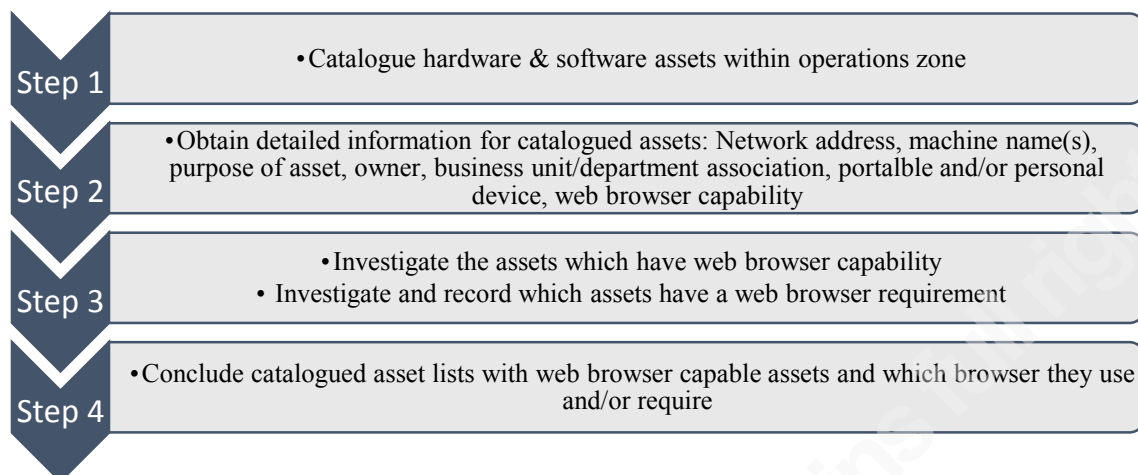 Step 1
•Catalogue hardware & software assets within operations zone
Step 2
•Obtain detailed information for catalogued assets: Network address, machine name(s),
purpose of asset, owner, business unit/department association, portalble and/or personal
device, web browser capability
Step 3
•Investigate the assets which have web browser capability
• Investigate and record which assets have a web browser requirement
Step 4
•Conclude catalogued asset lists with web browser capable assets and which browser they use
and/or require
ins full right